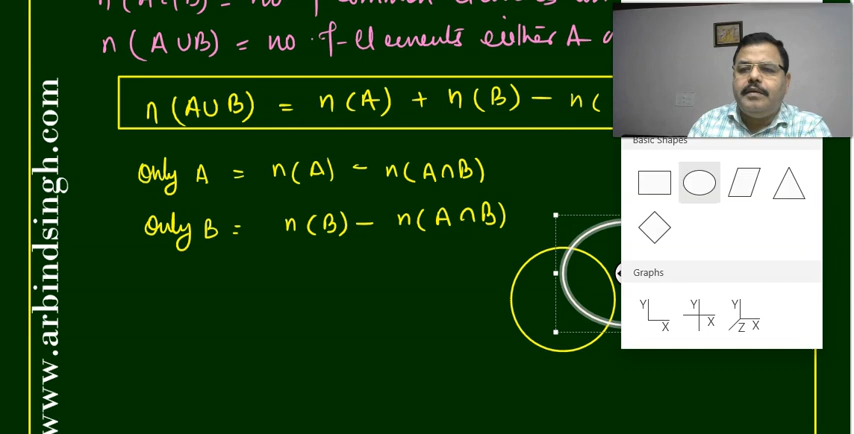 n (A ∪ B) = no. of elements either A
n (A ∪ B) = n (A) + n (B) − n (
Only A = n (A) − n (A ∩ B)
Only B = n (B) − n (A ∩ B)
www.arbindsingh.com
Basic Shapes
Graphs
Y X
Y X
Y Z X